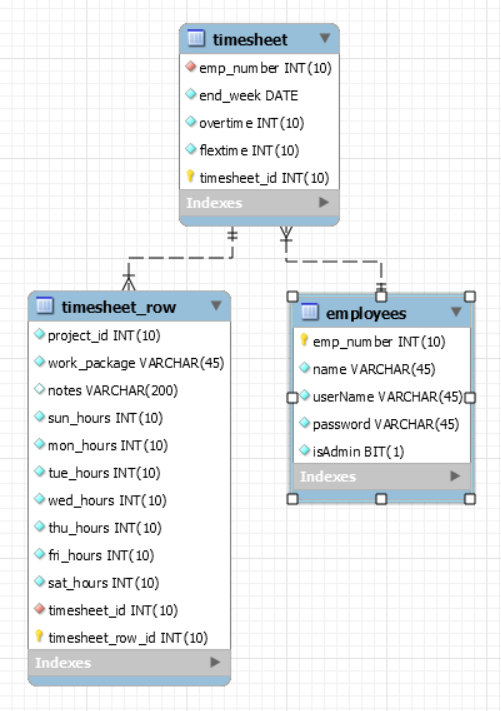 timesheet
emp_number INT(10)
end_week DATE
overtime INT(10)
flextime INT(10)
timesheet_id INT(10)
Indexes
timesheet_row
project_id INT(10)
work_package VARCHAR(45)
notes VARCHAR(200)
sun_hours INT(10)
mon_hours INT(10)
tue_hours INT(10)
wed_hours INT(10)
thu_hours INT(10)
fri_hours INT(10)
sat_hours INT(10)
timesheet_id INT(10)
timesheet_row_id INT(10)
Indexes
employees
emp_number INT(10)
name VARCHAR(45)
userName VARCHAR(45)
password VARCHAR(45)
isAdmin BIT(1)
Indexes